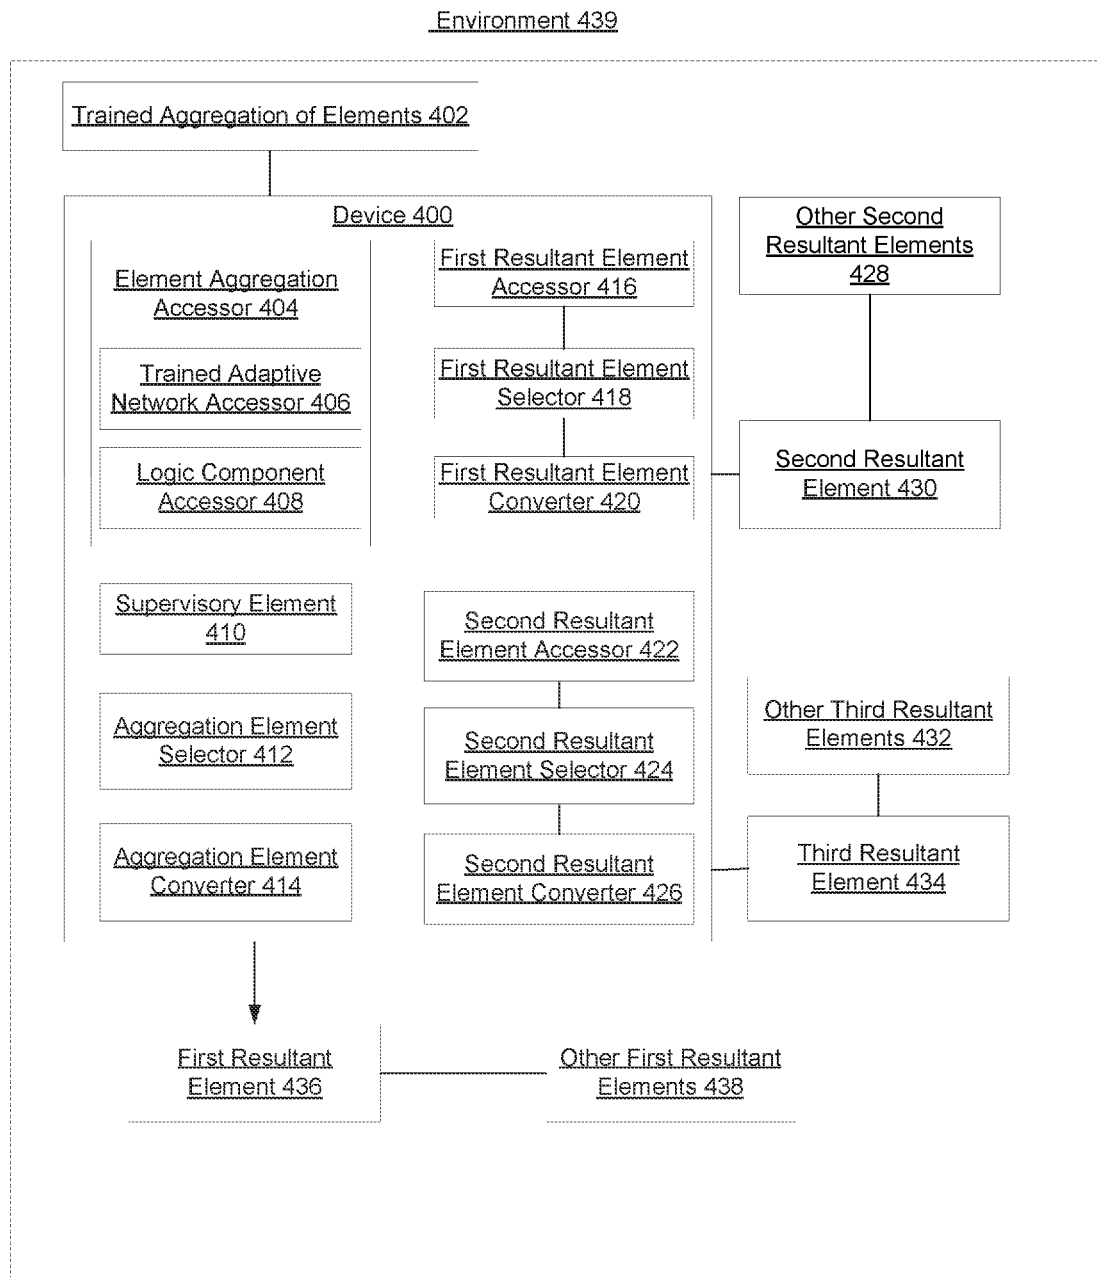 Environment 439
Trained Aggregation of Elements 402
Device 400
Element Aggregation
Accessor 404
Trained Adaptive
Network Accessor 406
Logic Component
Accessor 408
Supervisory Element
410
Aggregation Element
Selector 412
Aggregation Element
Converter 414
First Resultant Element
Accessor 416
First Resultant Element
Selector 418
First Resultant Element
Converter 420
Second Resultant
Element Accessor 422
Second Resultant
Element Selector 424
Second Resultant
Element Converter 426
Other Second
Resultant Elements
428
Second Resultant
Element 430
Other Third Resultant
Elements 432
Third Resultant
Element 434
First Resultant
Element 436
Other First Resultant
Elements 438